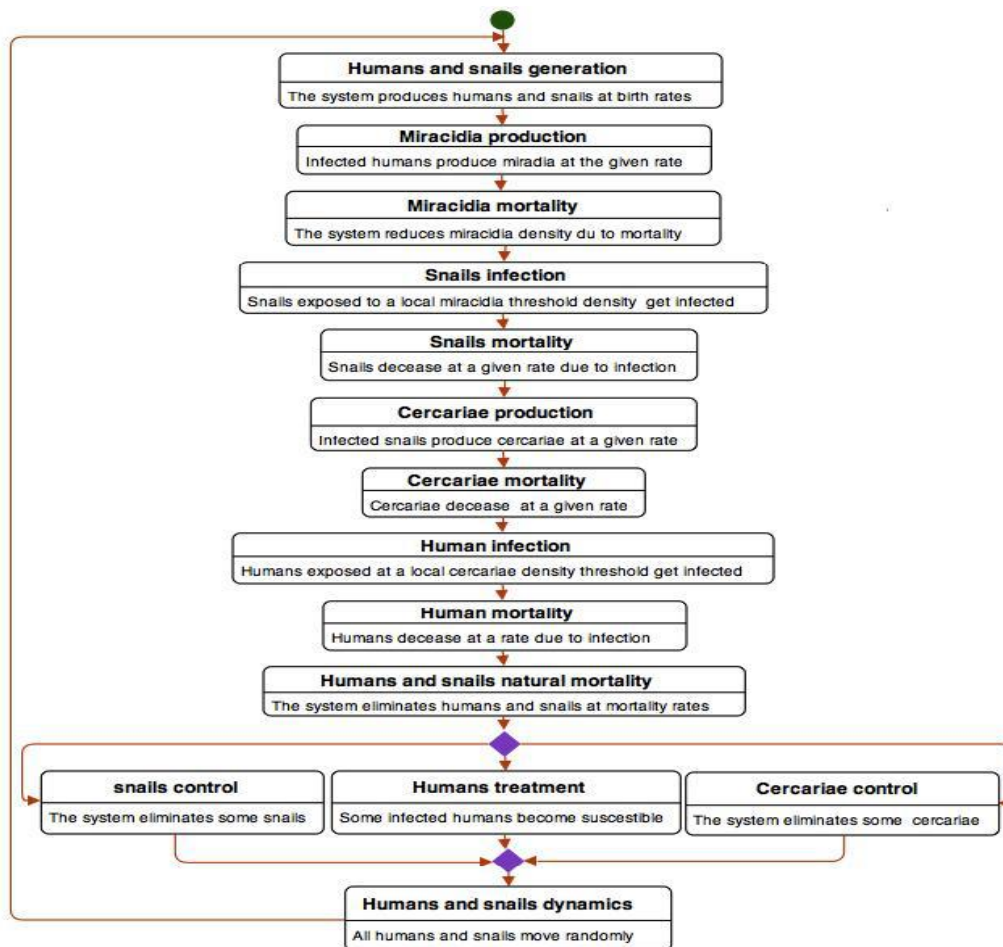 Humans and snails generation
The system produces humans and snails at birth rates
Miracidia production
Infected humans produce miradia at the given rate
Miracidia mortality
The system reduces miracidia density du to mortality
Snails infection
Snails exposed to a local miracidia threshold density get infected
Snails mortality
Snails decease at a given rate due to infection
Cercariae production
Infected snails produce cercariae at a given rate
Cercariae mortality
Cercariae decease at a given rate
Human infection
Humans exposed at a local cercariae density threshold get infected
Human mortality
Humans decease at a rate due to infection
Humans and snails natural mortality
The system eliminates humans and snails at mortality rates
snails control
The system eliminates some snails
Humans treatment
Some infected humans become suscestible
Cercariae control
The system eliminates some cercariae
Humans and snails dynamics
All humans and snails move randomly